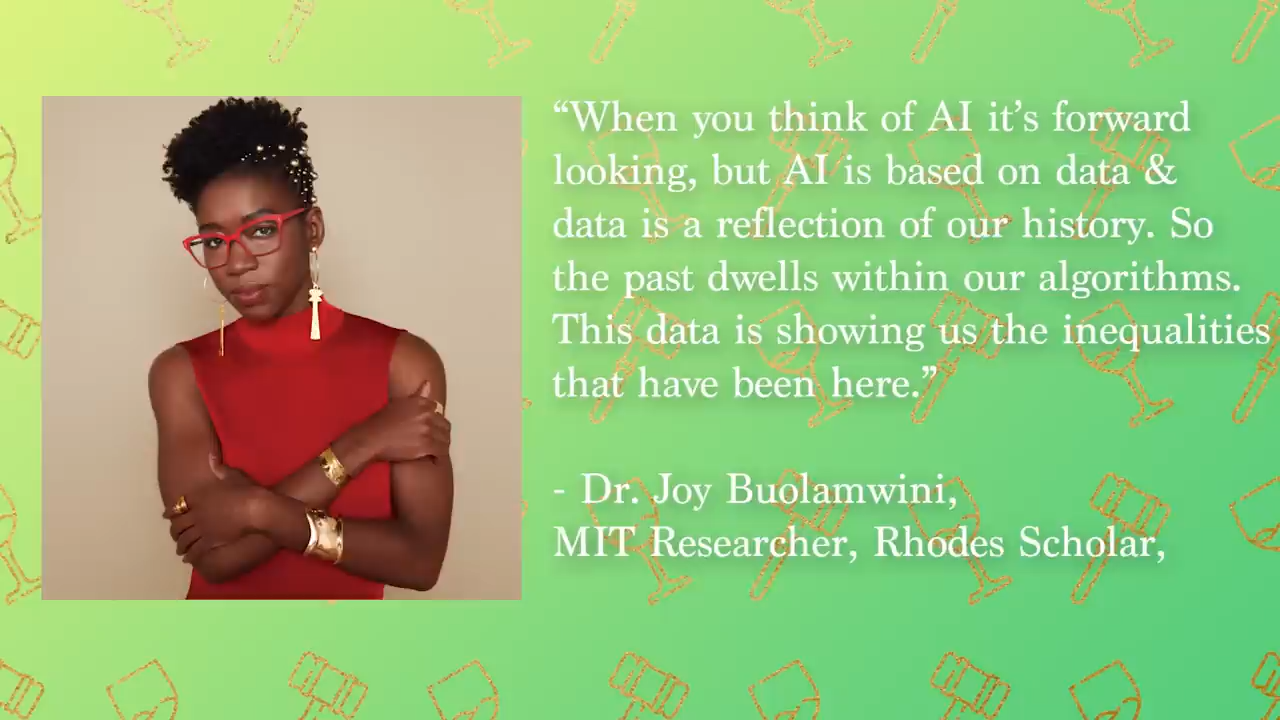 “When you think of AI it’s forward
looking, but AI is based on data &
data is a reflection of our history. So
the past dwells within our algorithms.
This data is showing us the inequalities
that have been here.”
- Dr. Joy Buolamwini,
MIT Researcher, Rhodes Scholar,